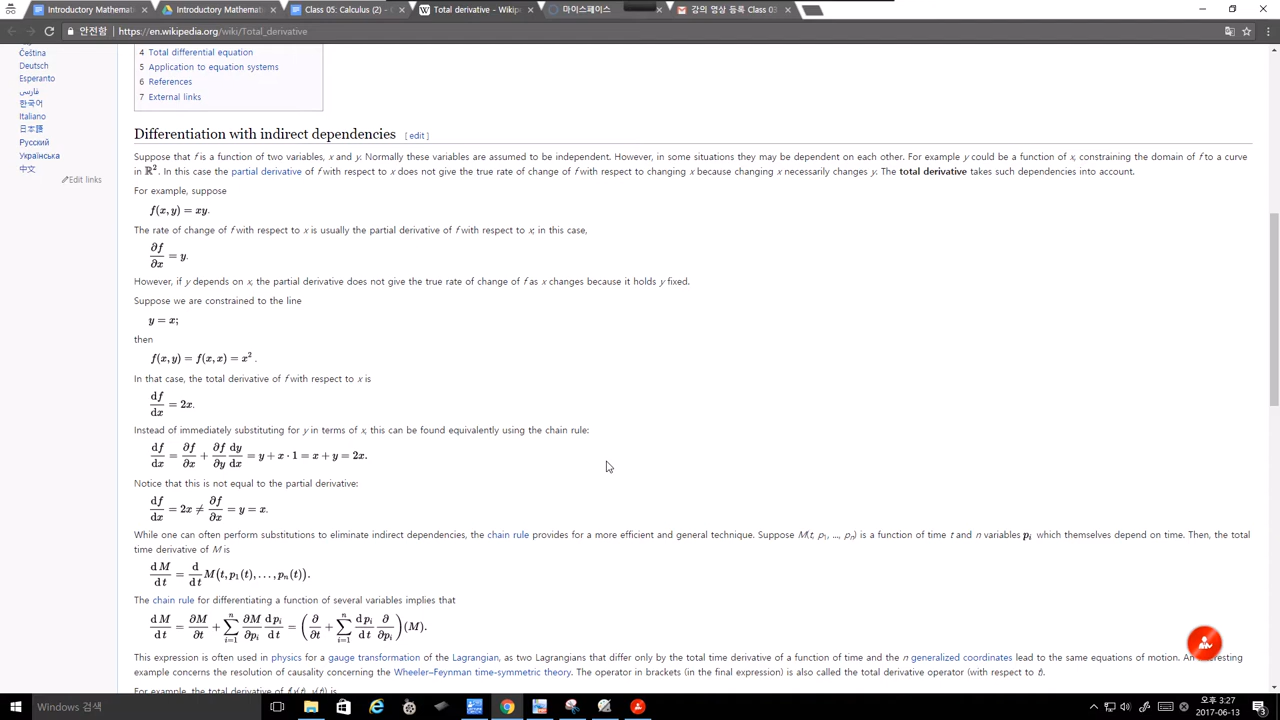 Introductory Mathemati
Introductory Mathemati
Class 05: Calculus (2) - E
Total derivative - Wikipe
마이스페이스
강의 영상 등록 Class 03
안전함
https://en.wikipedia.org/wiki/Total_derivative
Čeština
Deutsch
Esperanto
فارسی
한국어
Italiano
日本語
Русский
Українська
中文
Edit links
4 Total differential equation
5 Application to equation systems
6 References
7 External links
Differentiation with indirect dependencies [ edit ]
Suppose that f is a function of two variables, x and y. Normally these variables are assumed to be independent. However, in some situations they may be dependent on each other. For example y could be a function of x, constraining the domain of f to a curve
in ℝ². In this case the partial derivative of f with respect to x does not give the true rate of change of f with respect to changing x because changing x necessarily changes y. The total derivative takes such dependencies into account.
For example, suppose
f(x, y) = xy.
The rate of change of f with respect to x is usually the partial derivative of f with respect to x; in this case,
∂f/∂x = y.
However, if y depends on x, the partial derivative does not give the true rate of change of f as x changes because it holds y fixed.
Suppose we are constrained to the line
y = x;
then
f(x, y) = f(x, x) = x² .
In that case, the total derivative of f with respect to x is
df/dx = 2x.
Instead of immediately substituting for y in terms of x, this can be found equivalently using the chain rule:
df/dx = ∂f/∂x + ∂f/∂y dy/dx = y + x · 1 = x + y = 2x.
Notice that this is not equal to the partial derivative:
df/dx = 2x ≠ ∂f/∂x = y = x.
While one can often perform substitutions to eliminate indirect dependencies, the chain rule provides for a more efficient and general technique. Suppose M(t, p₁, ..., pₙ) is a function of time t and n variables pᵢ which themselves depend on time. Then, the total
time derivative of M is
dM/dt = d/dt M(t, p₁(t), . . . , pₙ(t)).
The chain rule for differentiating a function of several variables implies that
dM/dt = ∂M/∂t + ∑ᵢ₌₁ⁿ ∂M/∂pᵢ dpᵢ/dt = (∂/∂t + ∑ᵢ₌₁ⁿ dpᵢ/dt ∂/∂pᵢ)(M).
This expression is often used in physics for a gauge transformation of the Lagrangian, as two Lagrangians that differ only by the total time derivative of a function of time and the n generalized coordinates lead to the same equations of motion. An interesting
example concerns the resolution of causality concerning the Wheeler–Feynman time-symmetric theory. The operator in brackets (in the final expression) is also called the total derivative operator (with respect to t).
For example, the total derivative of f(x(t), y(t)) is
Windows 검색
오후 3:27
2017-06-13
3